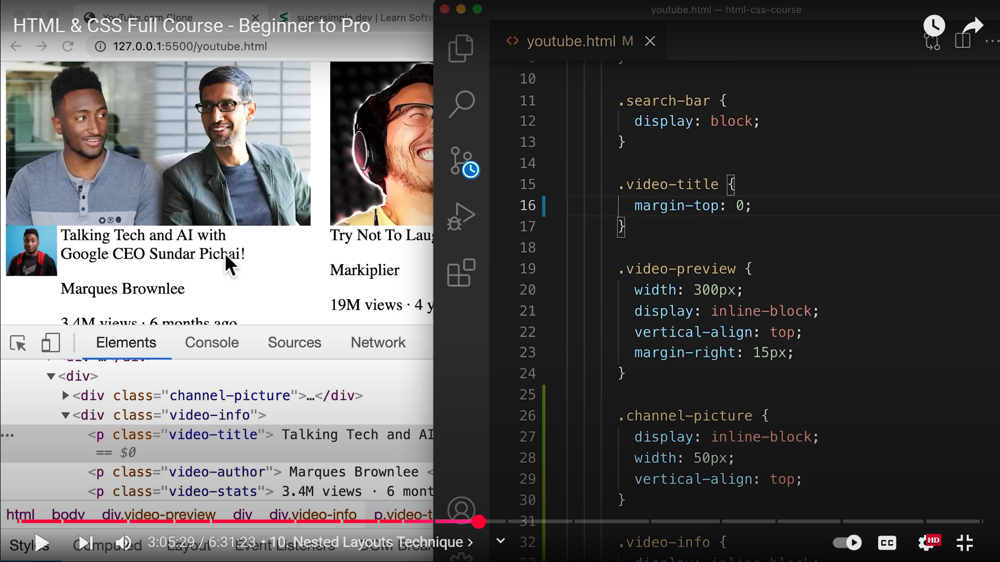 YouTube.com Clone
supersimple.dev | Learn Softw
HTML & CSS Full Course - Beginner to Pro
127.0.0.1:5500/youtube.html
Talking Tech and AI with
Google CEO Sundar Pichai!
Marques Brownlee
3.4M views · 6 months ago
Try Not To Laug
Markiplier
19M views · 4 y
Elements Console Sources Network
<div>
<div class="channel-picture">…</div>
<div class="video-info">
<p class="video-title"> Talking Tech and AI
== $0
<p class="video-author"> Marques Brownlee <
<p class="video-stats"> 3.4M views · 6 mont
html body div.video-preview div div.video-info p.video-t
Styles Computed Layout Event Listeners DOM Break
youtube.html — html-css-course
youtube.html M
10
11 .search-bar {
12 display: block;
13 }
14
15 .video-title {
16 margin-top: 0;
17 }
18
19 .video-preview {
20 width: 300px;
21 display: inline-block;
22 vertical-align: top;
23 margin-right: 15px;
24 }
25
26 .channel-picture {
27 display: inline-block;
28 width: 50px;
29 vertical-align: top;
30 }
31
32 .video-info {
3:05:29 / 6:31:23 • 10. Nested Layouts Technique
CC
HD